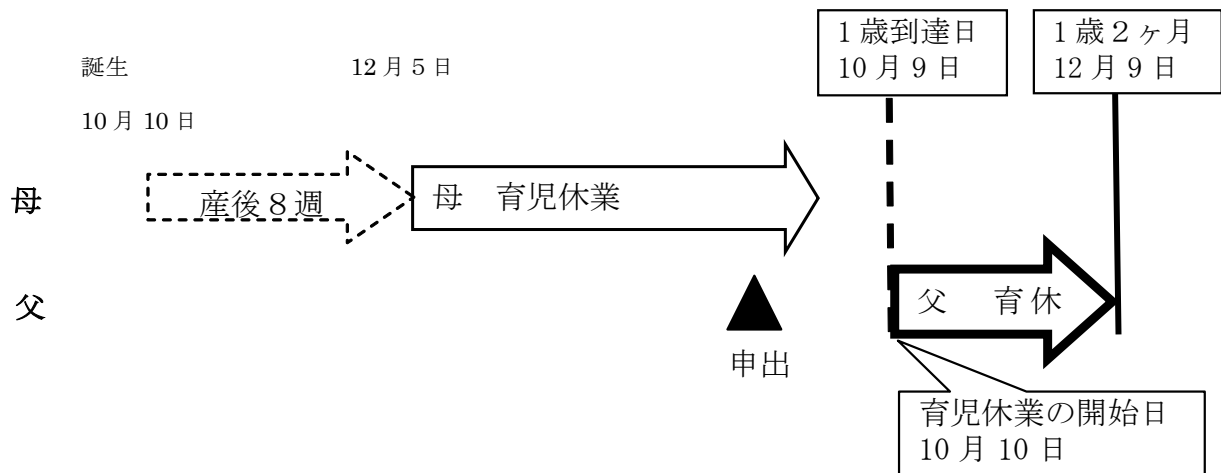 1歳到達日
10月9日
1歳2ヶ月
12月9日
誕生
12月5日
10月10日
母
産後8週
母 育児休業
父
父 育休
申出
育児休業の開始日
10月10日